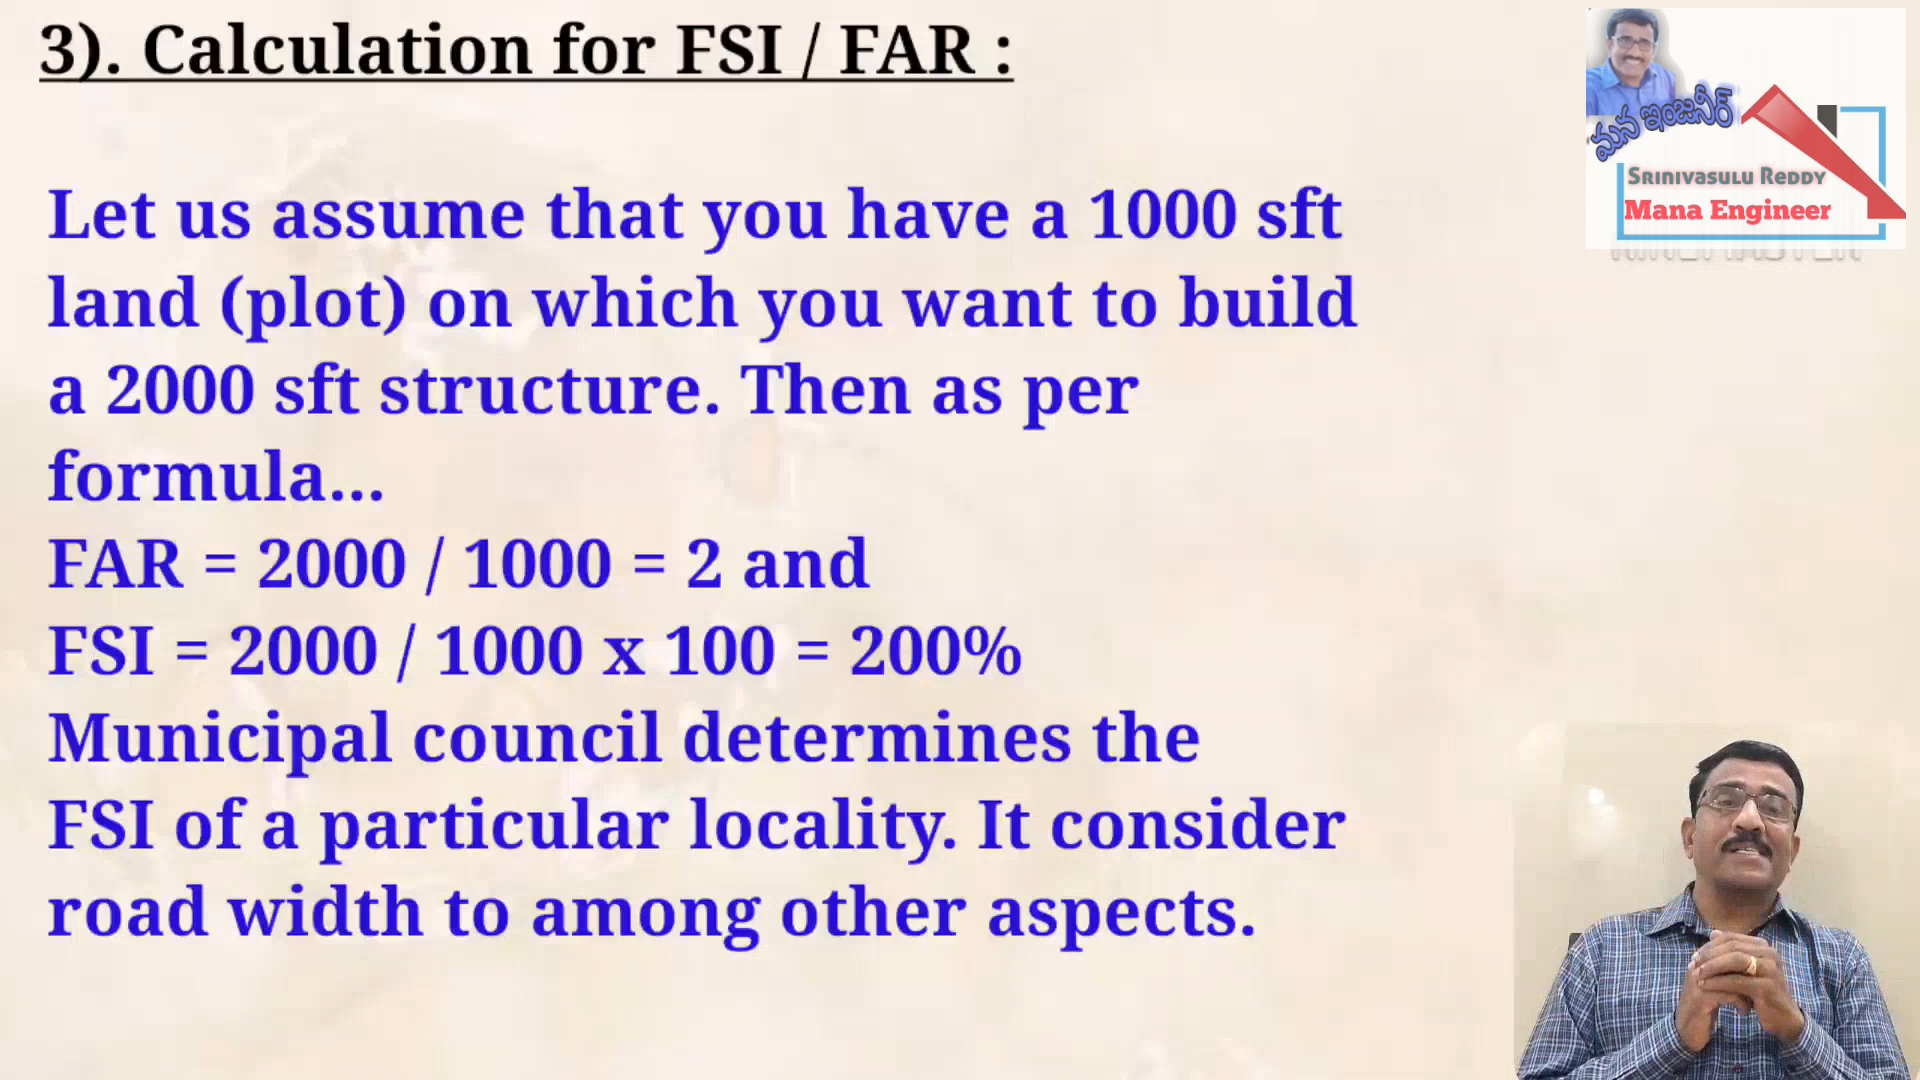 3). Calculation for FSI / FAR :
Let us assume that you have a 1000 sft
land (plot) on which you want to build
a 2000 sft structure. Then as per
formula...
FAR = 2000 / 1000 = 2 and
FSI = 2000 / 1000 x 100 = 200%
Municipal council determines the
FSI of a particular locality. It consider
road width to among other aspects.
మన ఇంజనీర్
Srinivasulu Reddy
Mana Engineer